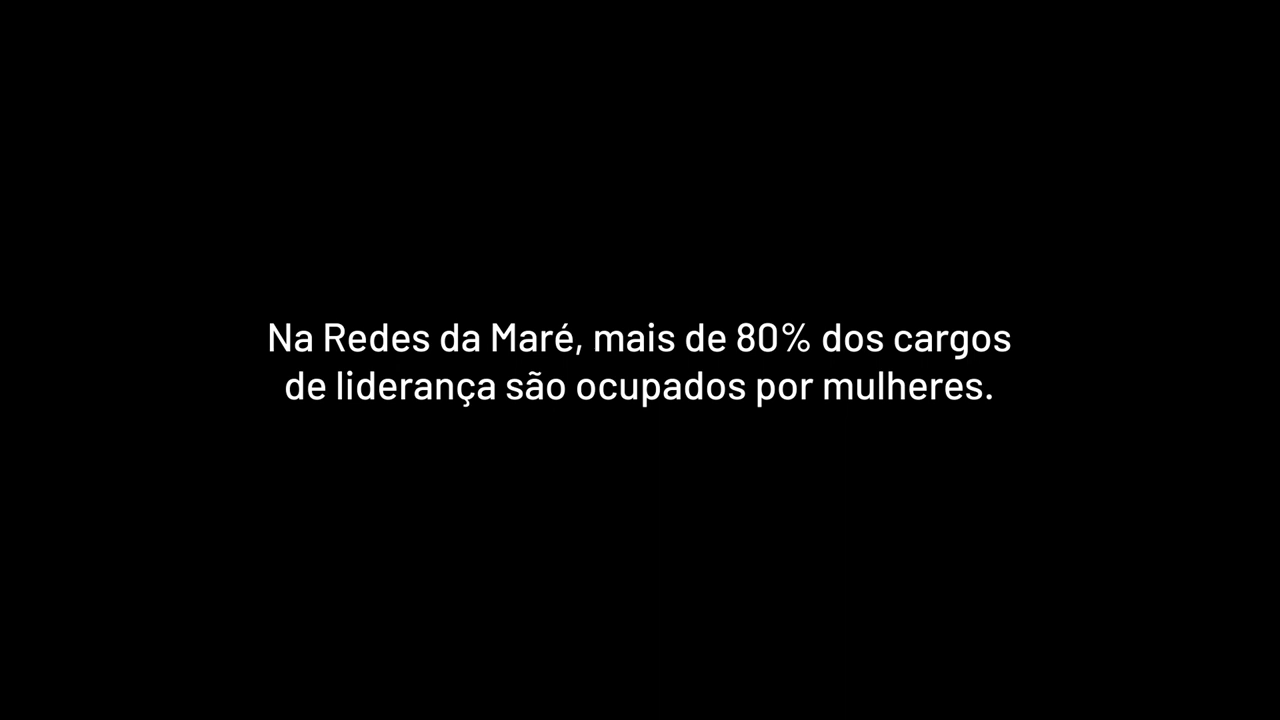 Na Redes da Maré, mais de 80% dos cargos
de liderança são ocupados por mulheres.